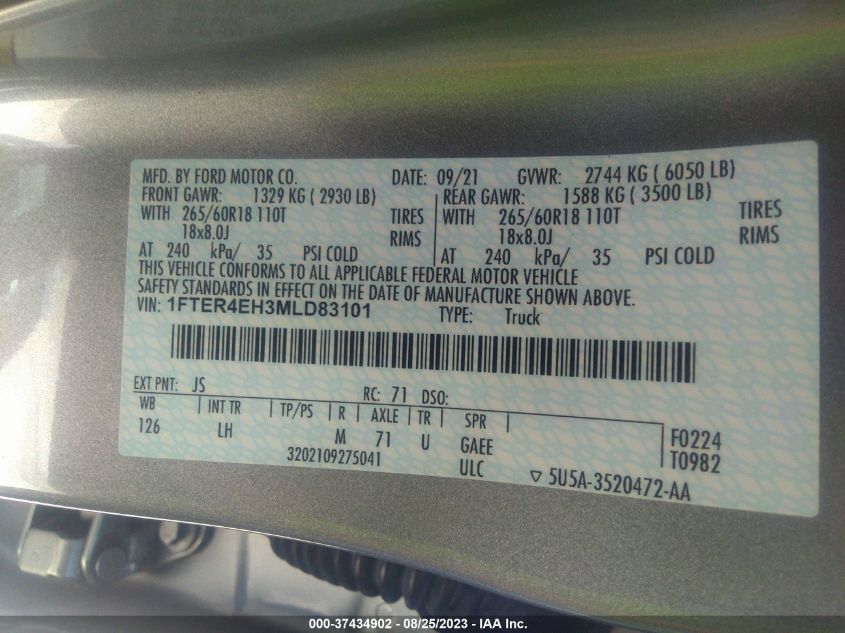 MFD. BY FORD MOTOR CO. DATE: 09/21 GVWR: 2744 KG ( 6050 LB)
FRONT GAWR: 1329 KG ( 2930 LB) REAR GAWR: 1588 KG ( 3500 LB)
WITH 265/60R18 110T TIRES WITH 265/60R18 110T TIRES
18x8.0J RIMS 18x8.0J RIMS
AT 240 kPa/ 35 PSI COLD AT 240 kPa/ 35 PSI COLD
THIS VEHICLE CONFORMS TO ALL APPLICABLE FEDERAL MOTOR VEHICLE
SAFETY STANDARDS IN EFFECT ON THE DATE OF MANUFACTURE SHOWN ABOVE.
VIN: 1FTER4EH3MLD83101 TYPE: Truck
EXT PNT: JS RC: 71 DSO:
WB INT TR TP/PS R AXLE TR SPR
126 LH M 71 U GAEE F0224
3202109275041 ULC T0982
5U5A-3520472-AA
000-37434902 - 08/25/2023 - IAA Inc.